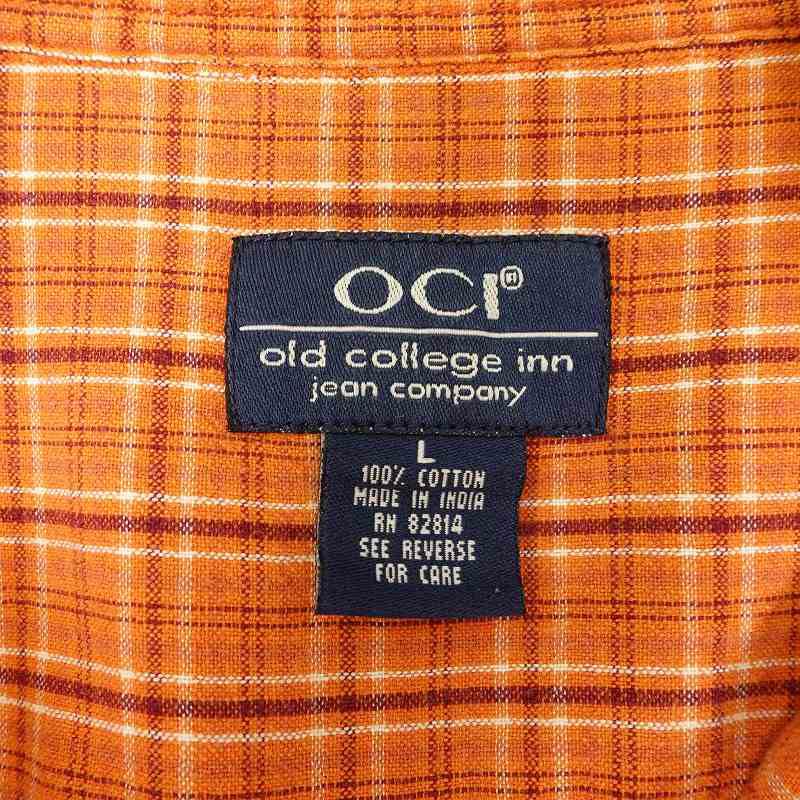 OCI®
old college inn
jean company
L
100% COTTON
MADE IN INDIA
RN 82814
SEE REVERSE
FOR CARE